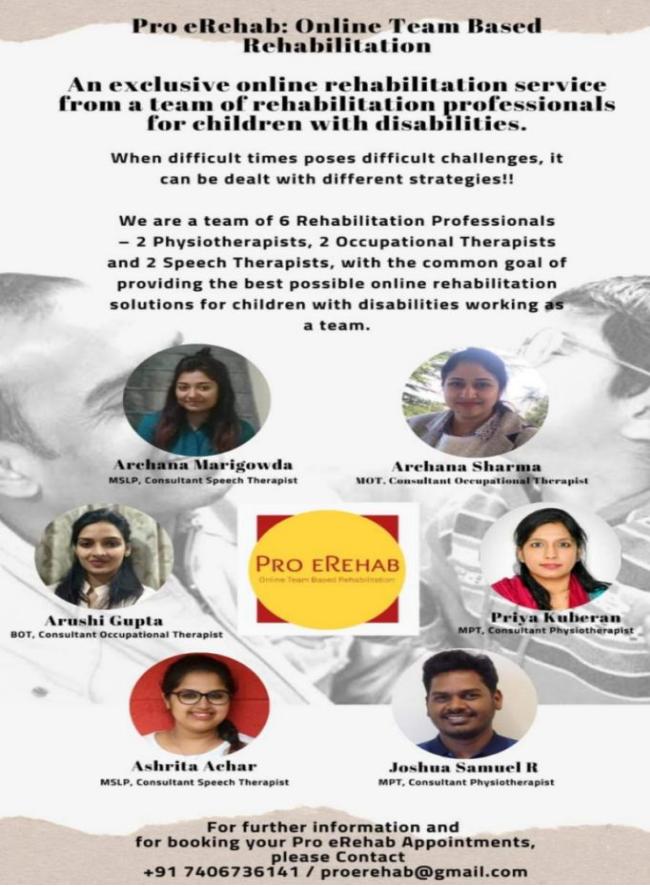 Pro eRehab: Online Team Based
Rehabilitation
An exclusive online rehabilitation service
from a team of rehabilitation professionals
for children with disabilities.
When difficult times poses difficult challenges, it
can be dealt with different strategies!!
We are a team of 6 Rehabilitation Professionals
– 2 Physiotherapists, 2 Occupational Therapists
and 2 Speech Therapists, with the common goal of
providing the best possible online rehabilitation
solutions for children with disabilities working as
a team.
Archana Marigowda
MSLP, Consultant Speech Therapist
Archana Sharma
MOT, Consultant Occupational Therapist
Arushi Gupta
BOT, Consultant Occupational Therapist
PRO EREHAB
Online Team Based Rehabilitation
Priya Kuberan
MPT, Consultant Physiotherapist
Ashrita Achar
MSLP, Consultant Speech Therapist
Joshua Samuel R
MPT, Consultant Physiotherapist
For further information and
for booking your Pro eRehab Appointments,
please Contact
+91 7406736141 / proerehab@gmail.com